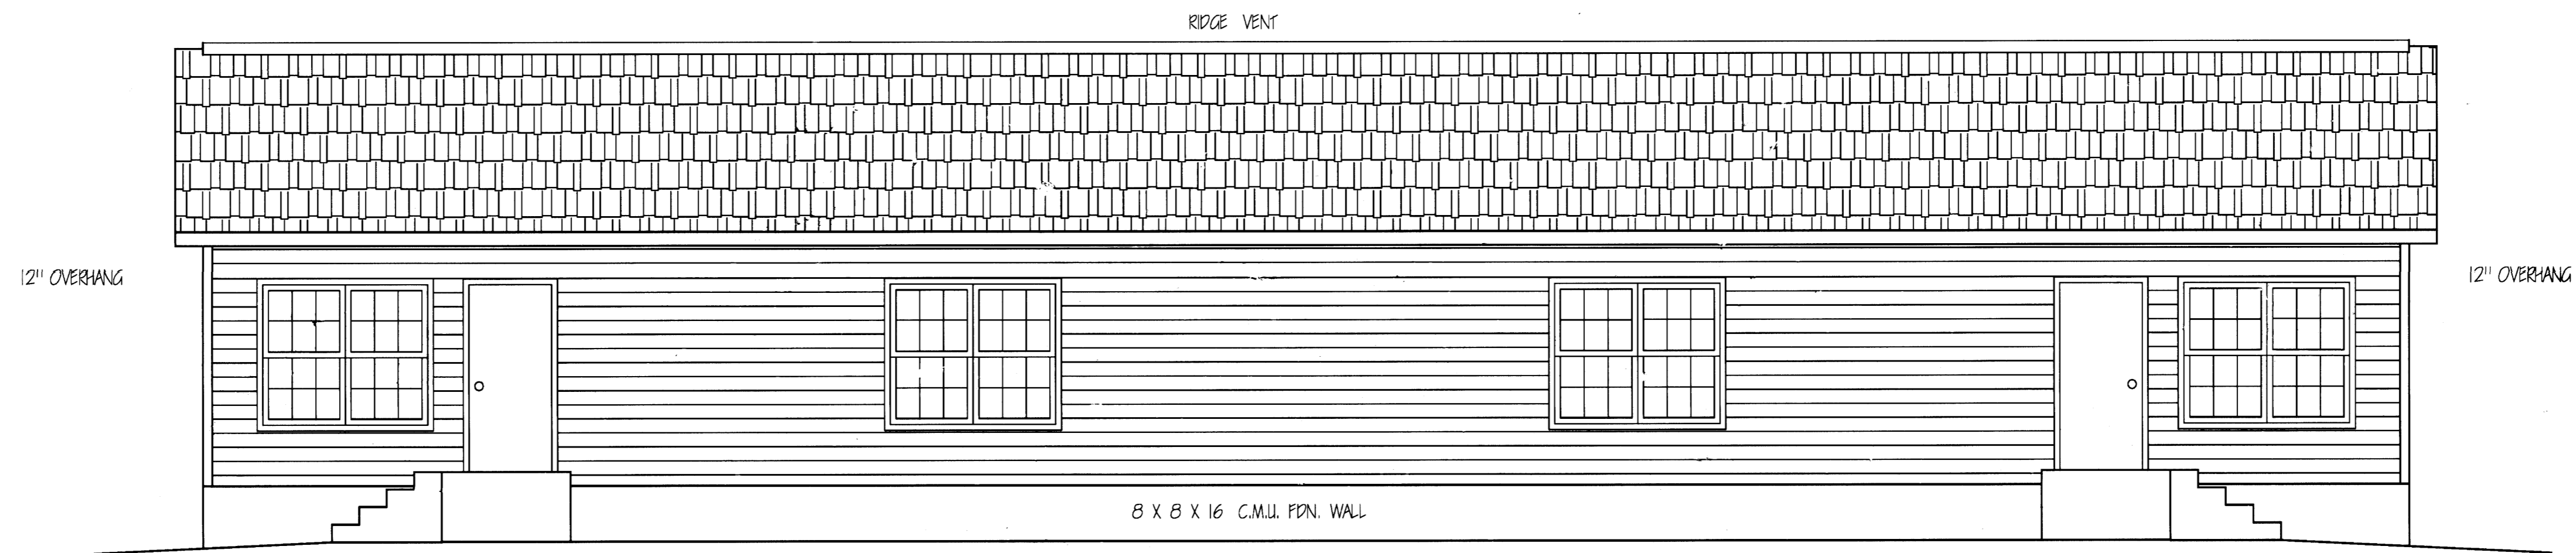 RIDGE VENT
12" OVERHANG
12" OVERHANG
8 X 8 X 16 C.M.U. FDN. WALL